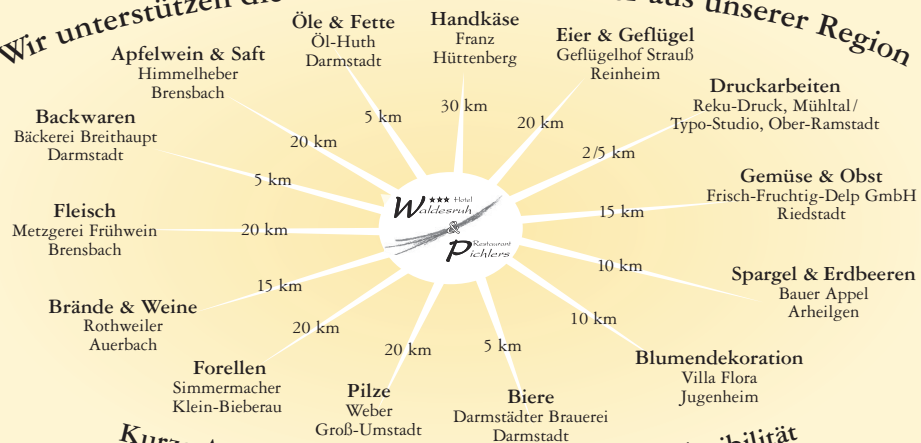 Wir unterstützen die
aus unserer Region
Öle & Fette
Öl-Huth
Darmstadt
5 km
Handkäse
Franz
Hüttenberg
30 km
Eier & Geflügel
Geflügelhof Strauß
Reinheim
20 km
Druckarbeiten
Reku-Druck, Mühltal/
Typo-Studio, Ober-Ramstadt
2/5 km
Gemüse & Obst
Frisch-Fruchtig-Delp GmbH
Riedstadt
15 km
Spargel & Erdbeeren
Bauer Appel
Arheilgen
10 km
Blumendekoration
Villa Flora
Jugenheim
10 km
Biere
Darmstädter Brauerei
Darmstadt
5 km
Pilze
Weber
Groß-Umstadt
20 km
Forellen
Simmermacher
Klein-Bieberau
20 km
Brände & Weine
Rothweiler
Auerbach
15 km
Fleisch
Metzgerei Frühwein
Brensbach
20 km
Backwaren
Bäckerei Breithaupt
Darmstadt
5 km
Apfelwein & Saft
Himmelheber
Brensbach
20 km
*** Hotel
Waldesruh
&
Restaurant
Pichlers